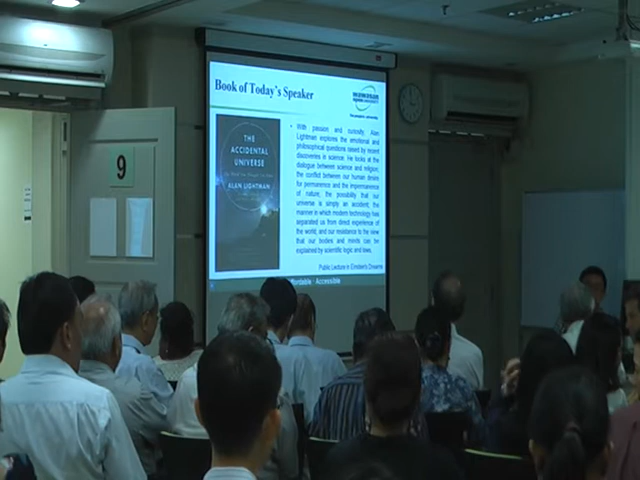 Book of Today's Speaker
THE
ACCIDENTAL
UNIVERSE
ALAN LIGHTMAN
• With passion and curiosity, Alan
Lightman explores the emotional and
philosophical questions raised by recent
discoveries in science. He looks at the
dialogue between science and religion;
the conflict between our human desire
for permanence and the impermanence
of nature; the possibility that our
universe is simply an accident; the
manner in which modern technology has
separated us from direct experience of
the world; and our resistance to the view
that our bodies and minds can be
explained by scientific logic and laws.
Public Lecture in Einstein's Dreams
Accessible
9